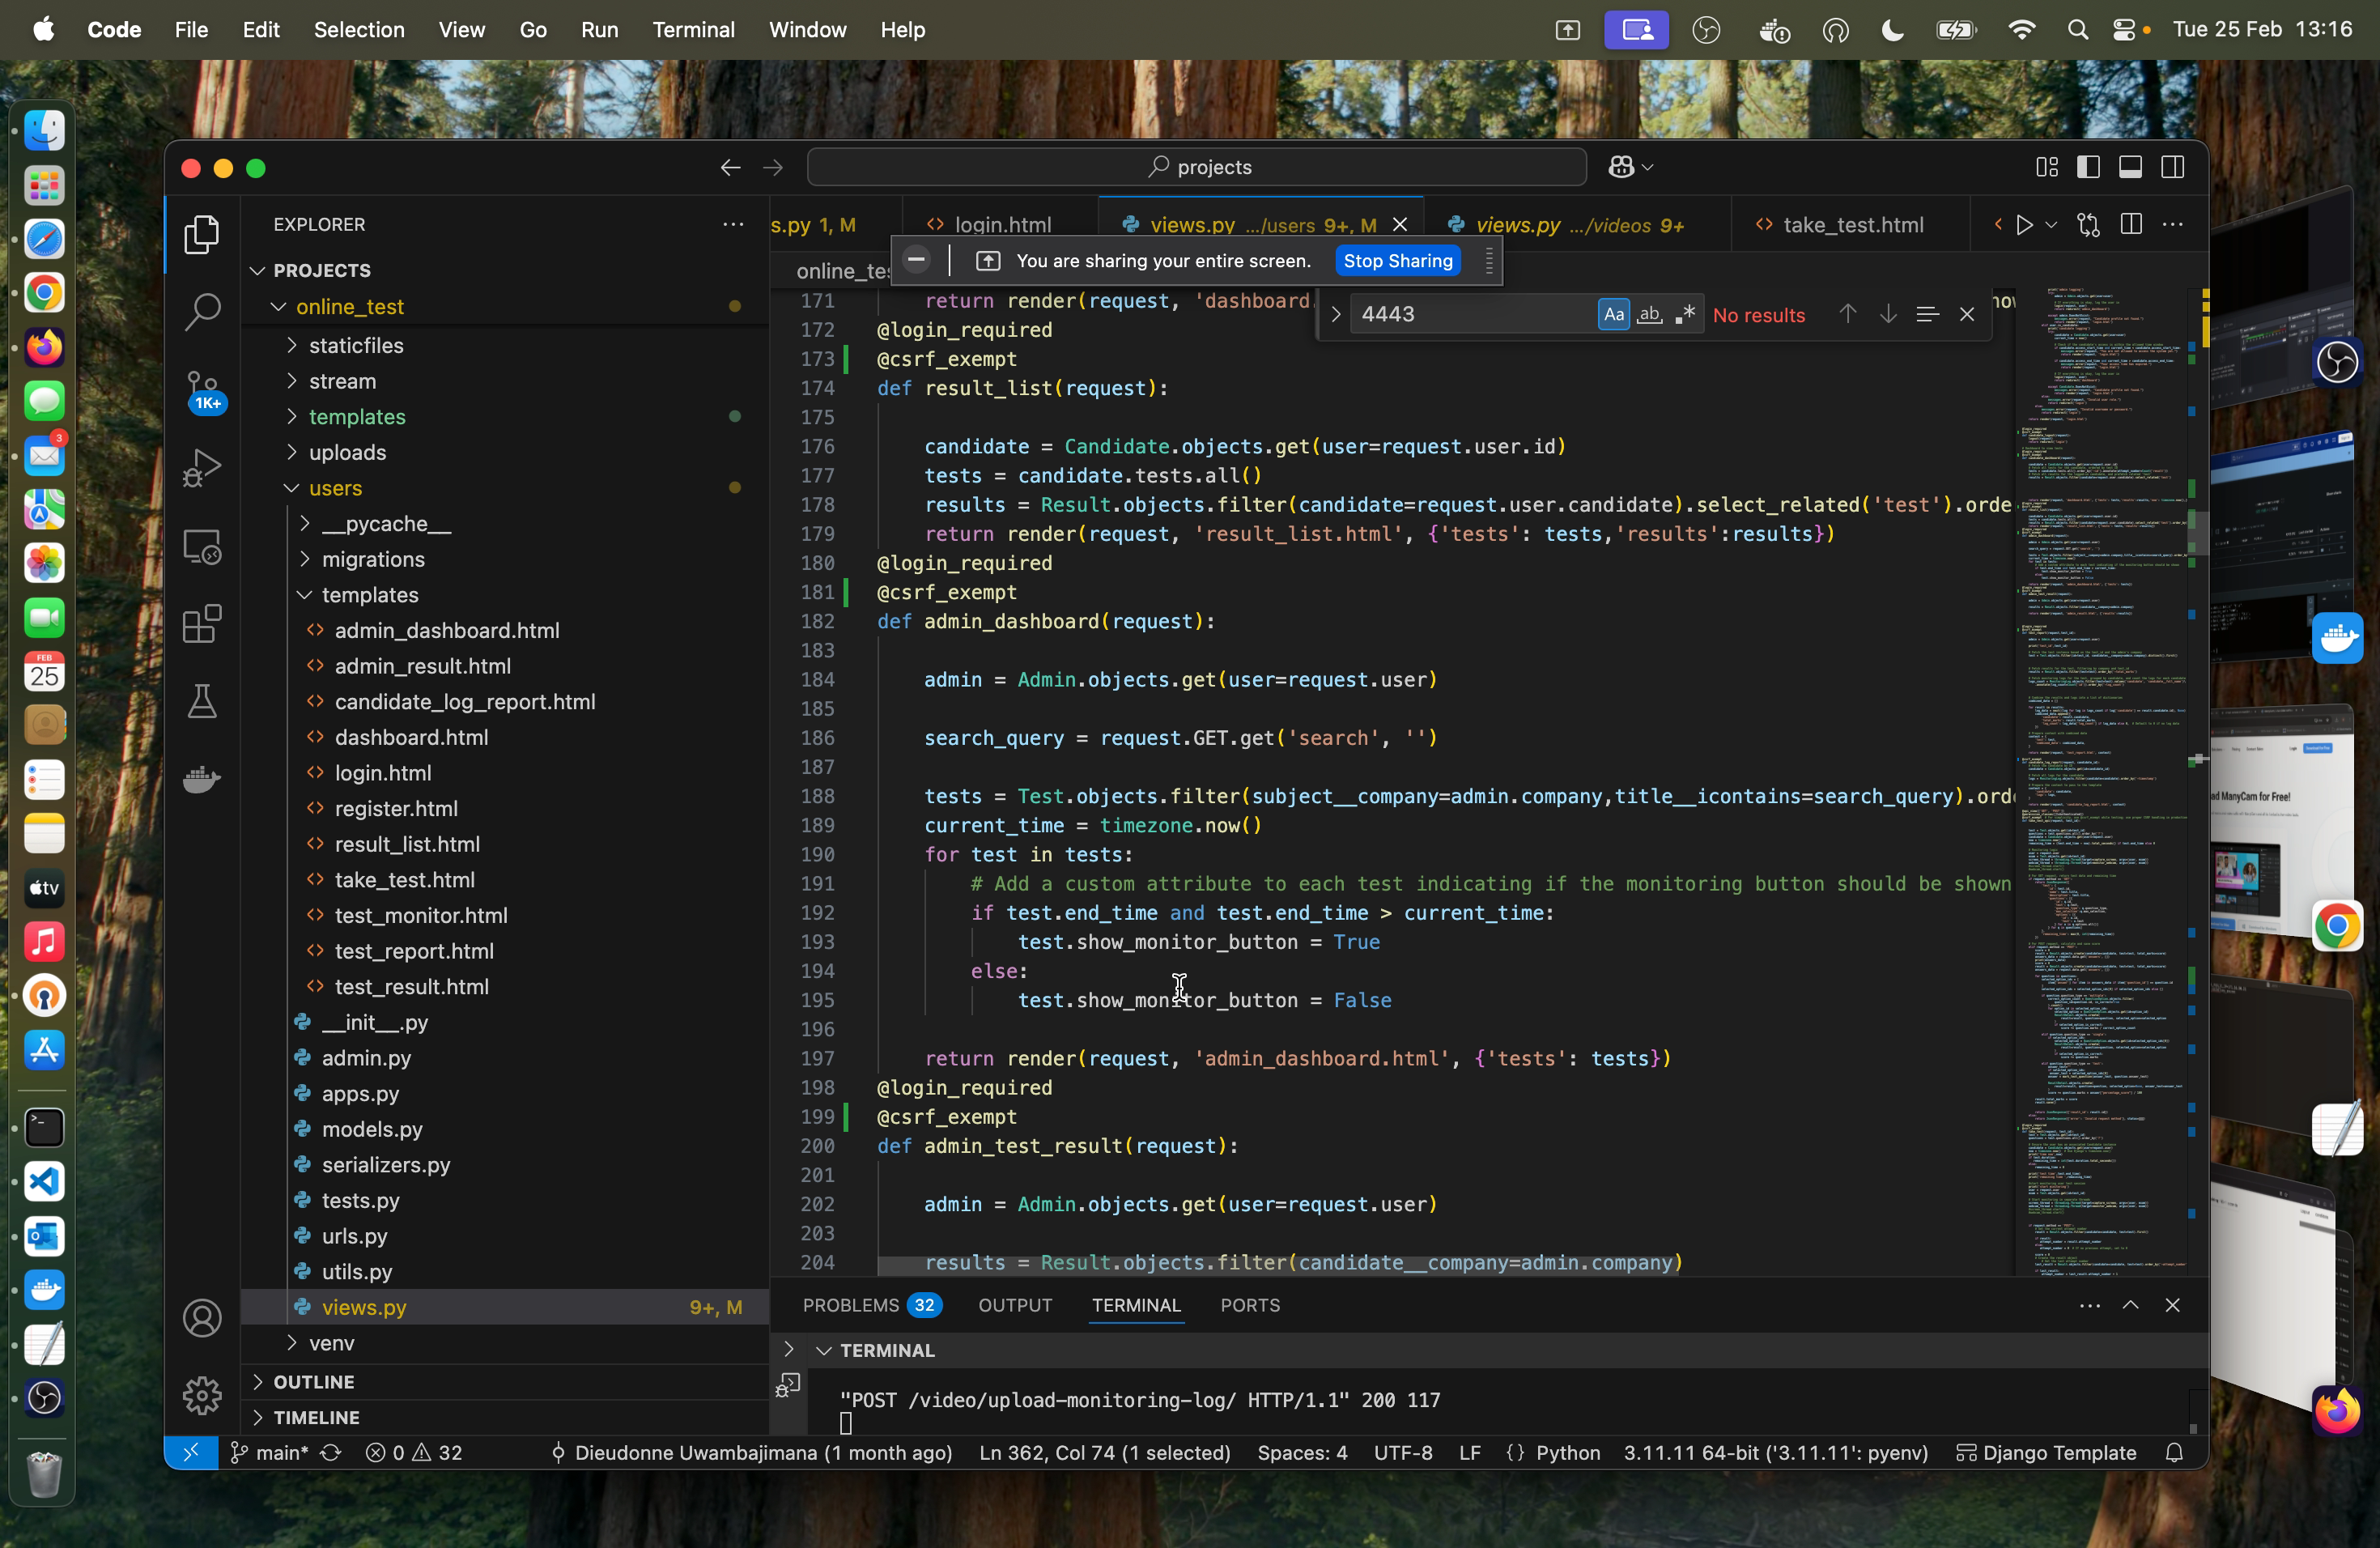 Code File Edit Selection View Go Run Terminal Window Help Tue 25 Feb 13:16
projects
EXPLORER
PROJECTS
online_test
staticfiles
stream
templates
uploads
users
__pycache__
migrations
templates
admin_dashboard.html
admin_result.html
candidate_log_report.html
dashboard.html
login.html
register.html
result_list.html
take_test.html
test_monitor.html
test_report.html
test_result.html
__init__.py
admin.py
apps.py
models.py
serializers.py
tests.py
urls.py
utils.py
views.py 9+, M
venv
OUTLINE
TIMELINE
1K+
3
FEB
25
tv
s.py 1, M login.html views.py .../users 9+, M views.py .../videos 9+ take_test.html
online_tes
You are sharing your entire screen. Stop Sharing
4443 Aa ab No results
171 return render(request, 'dashboard.
172 @login_required
173 @csrf_exempt
174 def result_list(request):
175
176 candidate = Candidate.objects.get(user=request.user.id)
177 tests = candidate.tests.all()
178 results = Result.objects.filter(candidate=request.user.candidate).select_related('test').orde
179 return render(request, 'result_list.html', {'tests': tests,'results':results})
180 @login_required
181 @csrf_exempt
182 def admin_dashboard(request):
183
184 admin = Admin.objects.get(user=request.user)
185
186 search_query = request.GET.get('search', '')
187
188 tests = Test.objects.filter(subject__company=admin.company,title__icontains=search_query).orde
189 current_time = timezone.now()
190 for test in tests:
191 # Add a custom attribute to each test indicating if the monitoring button should be shown
192 if test.end_time and test.end_time > current_time:
193 test.show_monitor_button = True
194 else:
195 test.show_monitor_button = False
196
197 return render(request, 'admin_dashboard.html', {'tests': tests})
198 @login_required
199 @csrf_exempt
200 def admin_test_result(request):
201
202 admin = Admin.objects.get(user=request.user)
203
204 results = Result.objects.filter(candidate__company=admin.company)
PROBLEMS 32 OUTPUT TERMINAL PORTS
TERMINAL
"POST /video/upload-monitoring-log/ HTTP/1.1" 200 117
main* 0 32 Dieudonne Uwambajimana (1 month ago) Ln 362, Col 74 (1 selected) Spaces: 4 UTF-8 LF {} Python 3.11.11 64-bit ('3.11.11': pyenv) Django Template
ad ManyCam for Free!